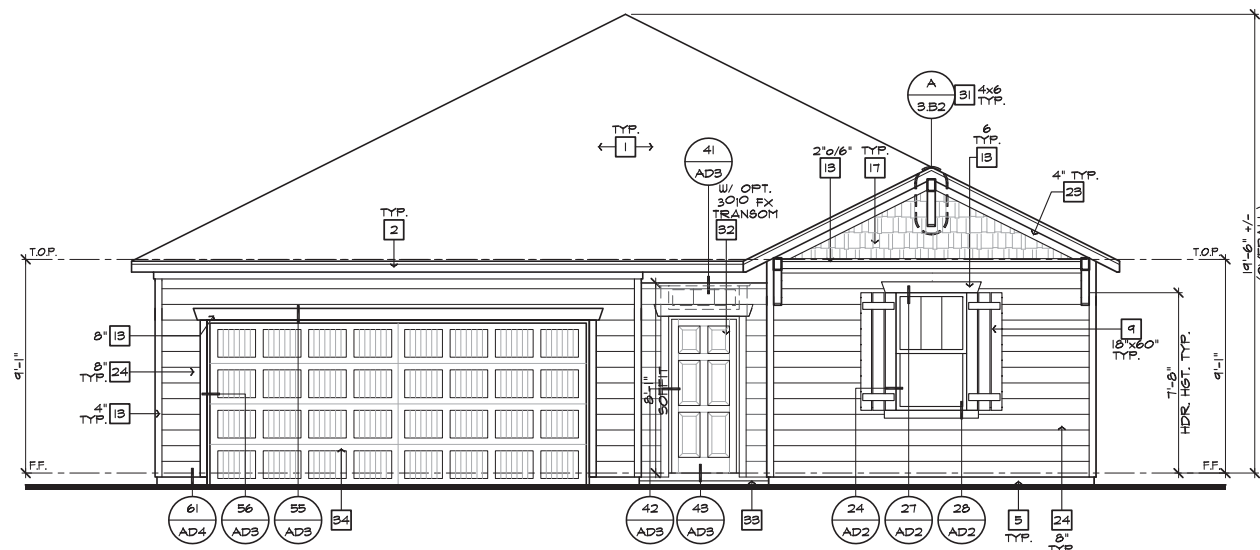 A
3.B2
31
4x6
TYP.
TYP.
1
41
AD3
6
TYP.
13
2"o/6"
13
TYP.
17
4" TYP.
23
W/ OPT.
3010 FX
TRANSOM
32
TYP.
2
T.O.P.
T.O.P.
19'-6" +/-
8" 13
8"
TYP. 24
4"
TYP. 13
9'-1"
8'-1"
SOFFIT
9
18"x60"
TYP.
7'-8"
HDR. HGT. TYP.
9'-1"
F.F.
F.F.
61
AD4
56
AD3
55
AD3
34
42
AD3
43
AD3
33
24
AD2
27
AD2
28
AD2
5
TYP.
24
8"
TYP.